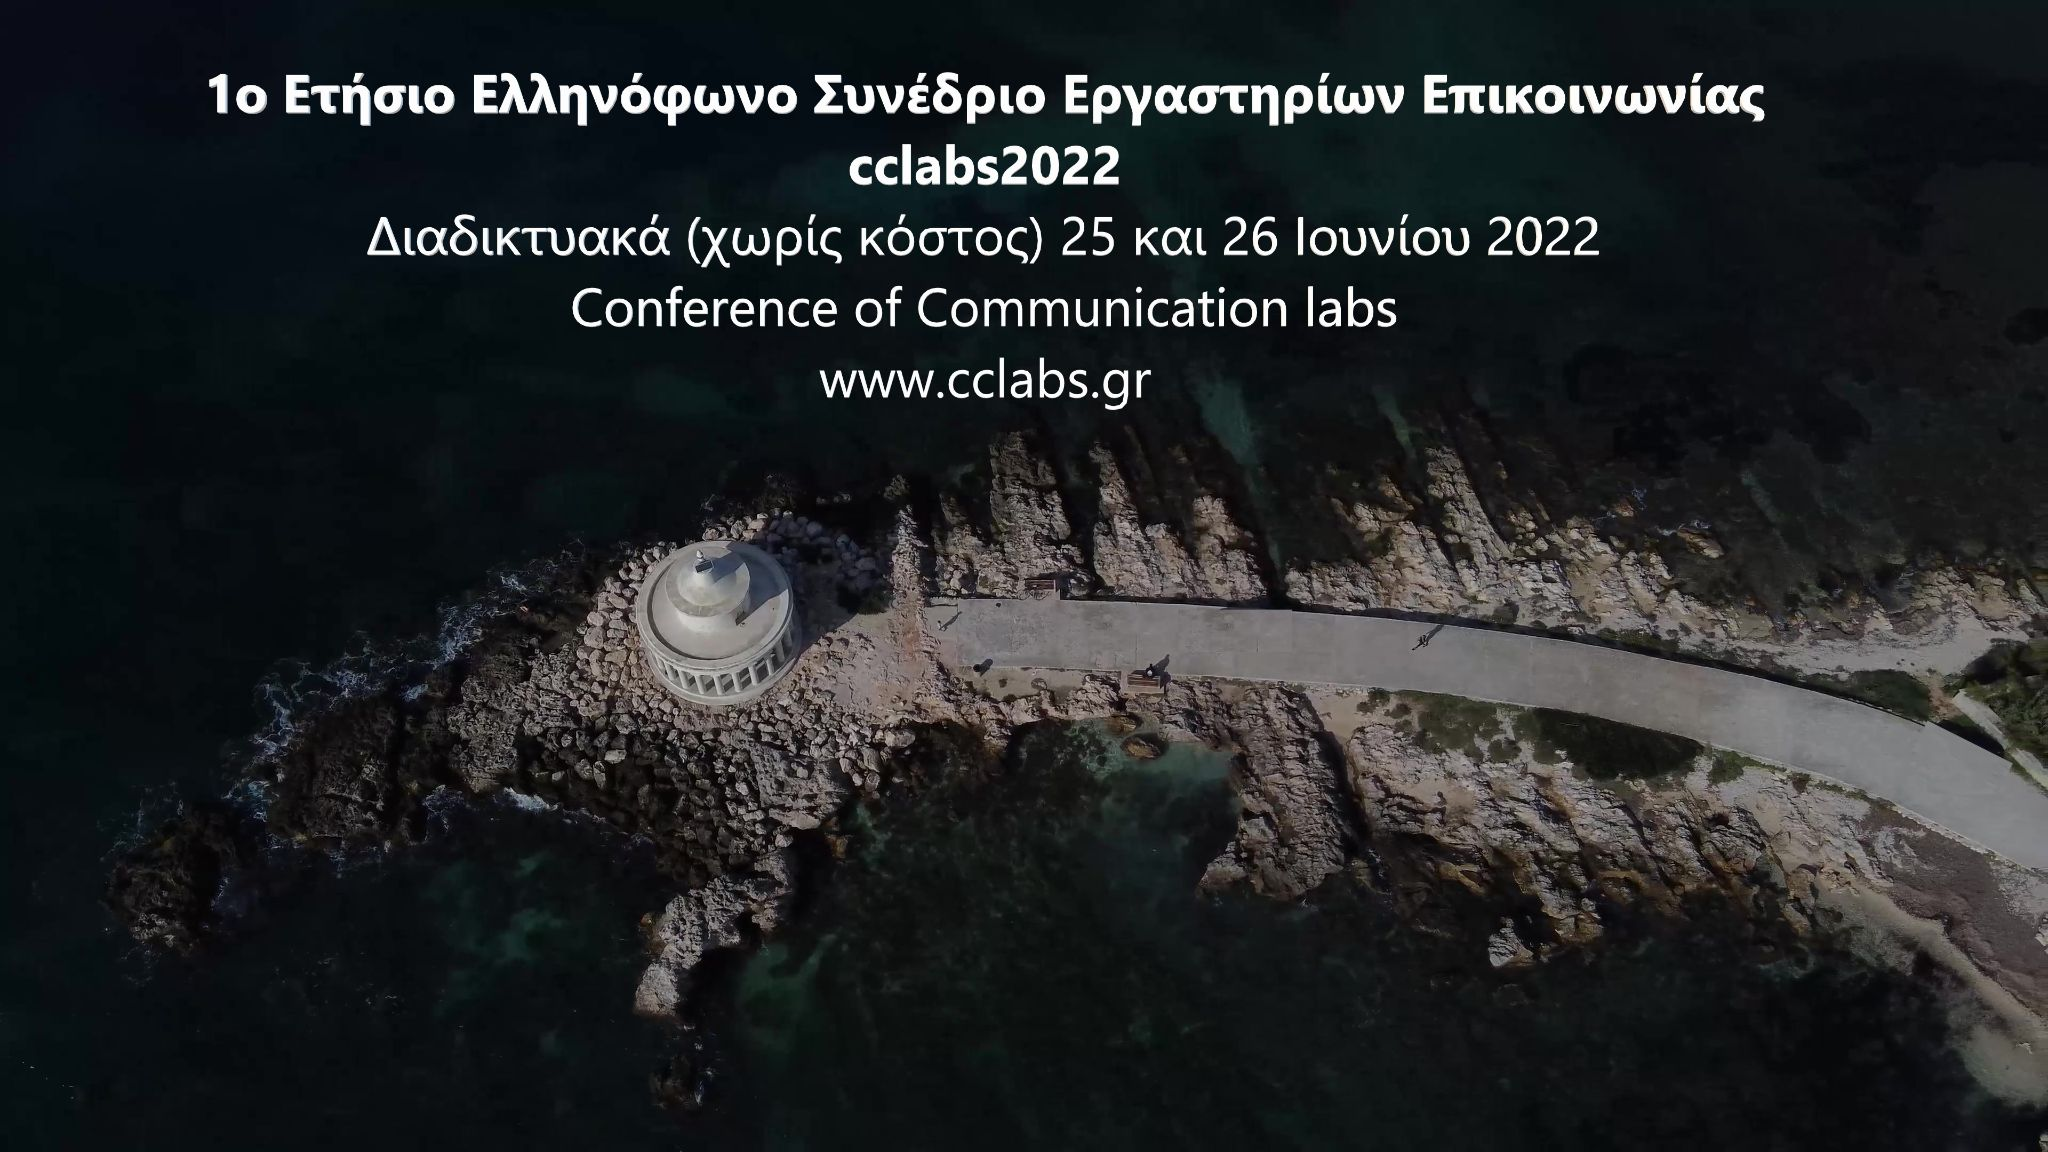 1ο Ετήσιο Ελληνόφωνο Συνέδριο Εργαστηρίων Επικοινωνίας
cclabs2022
Διαδικτυακά (χωρίς κόστος) 25 και 26 Ιουνίου 2022
Conference of Communication labs
www.cclabs.gr